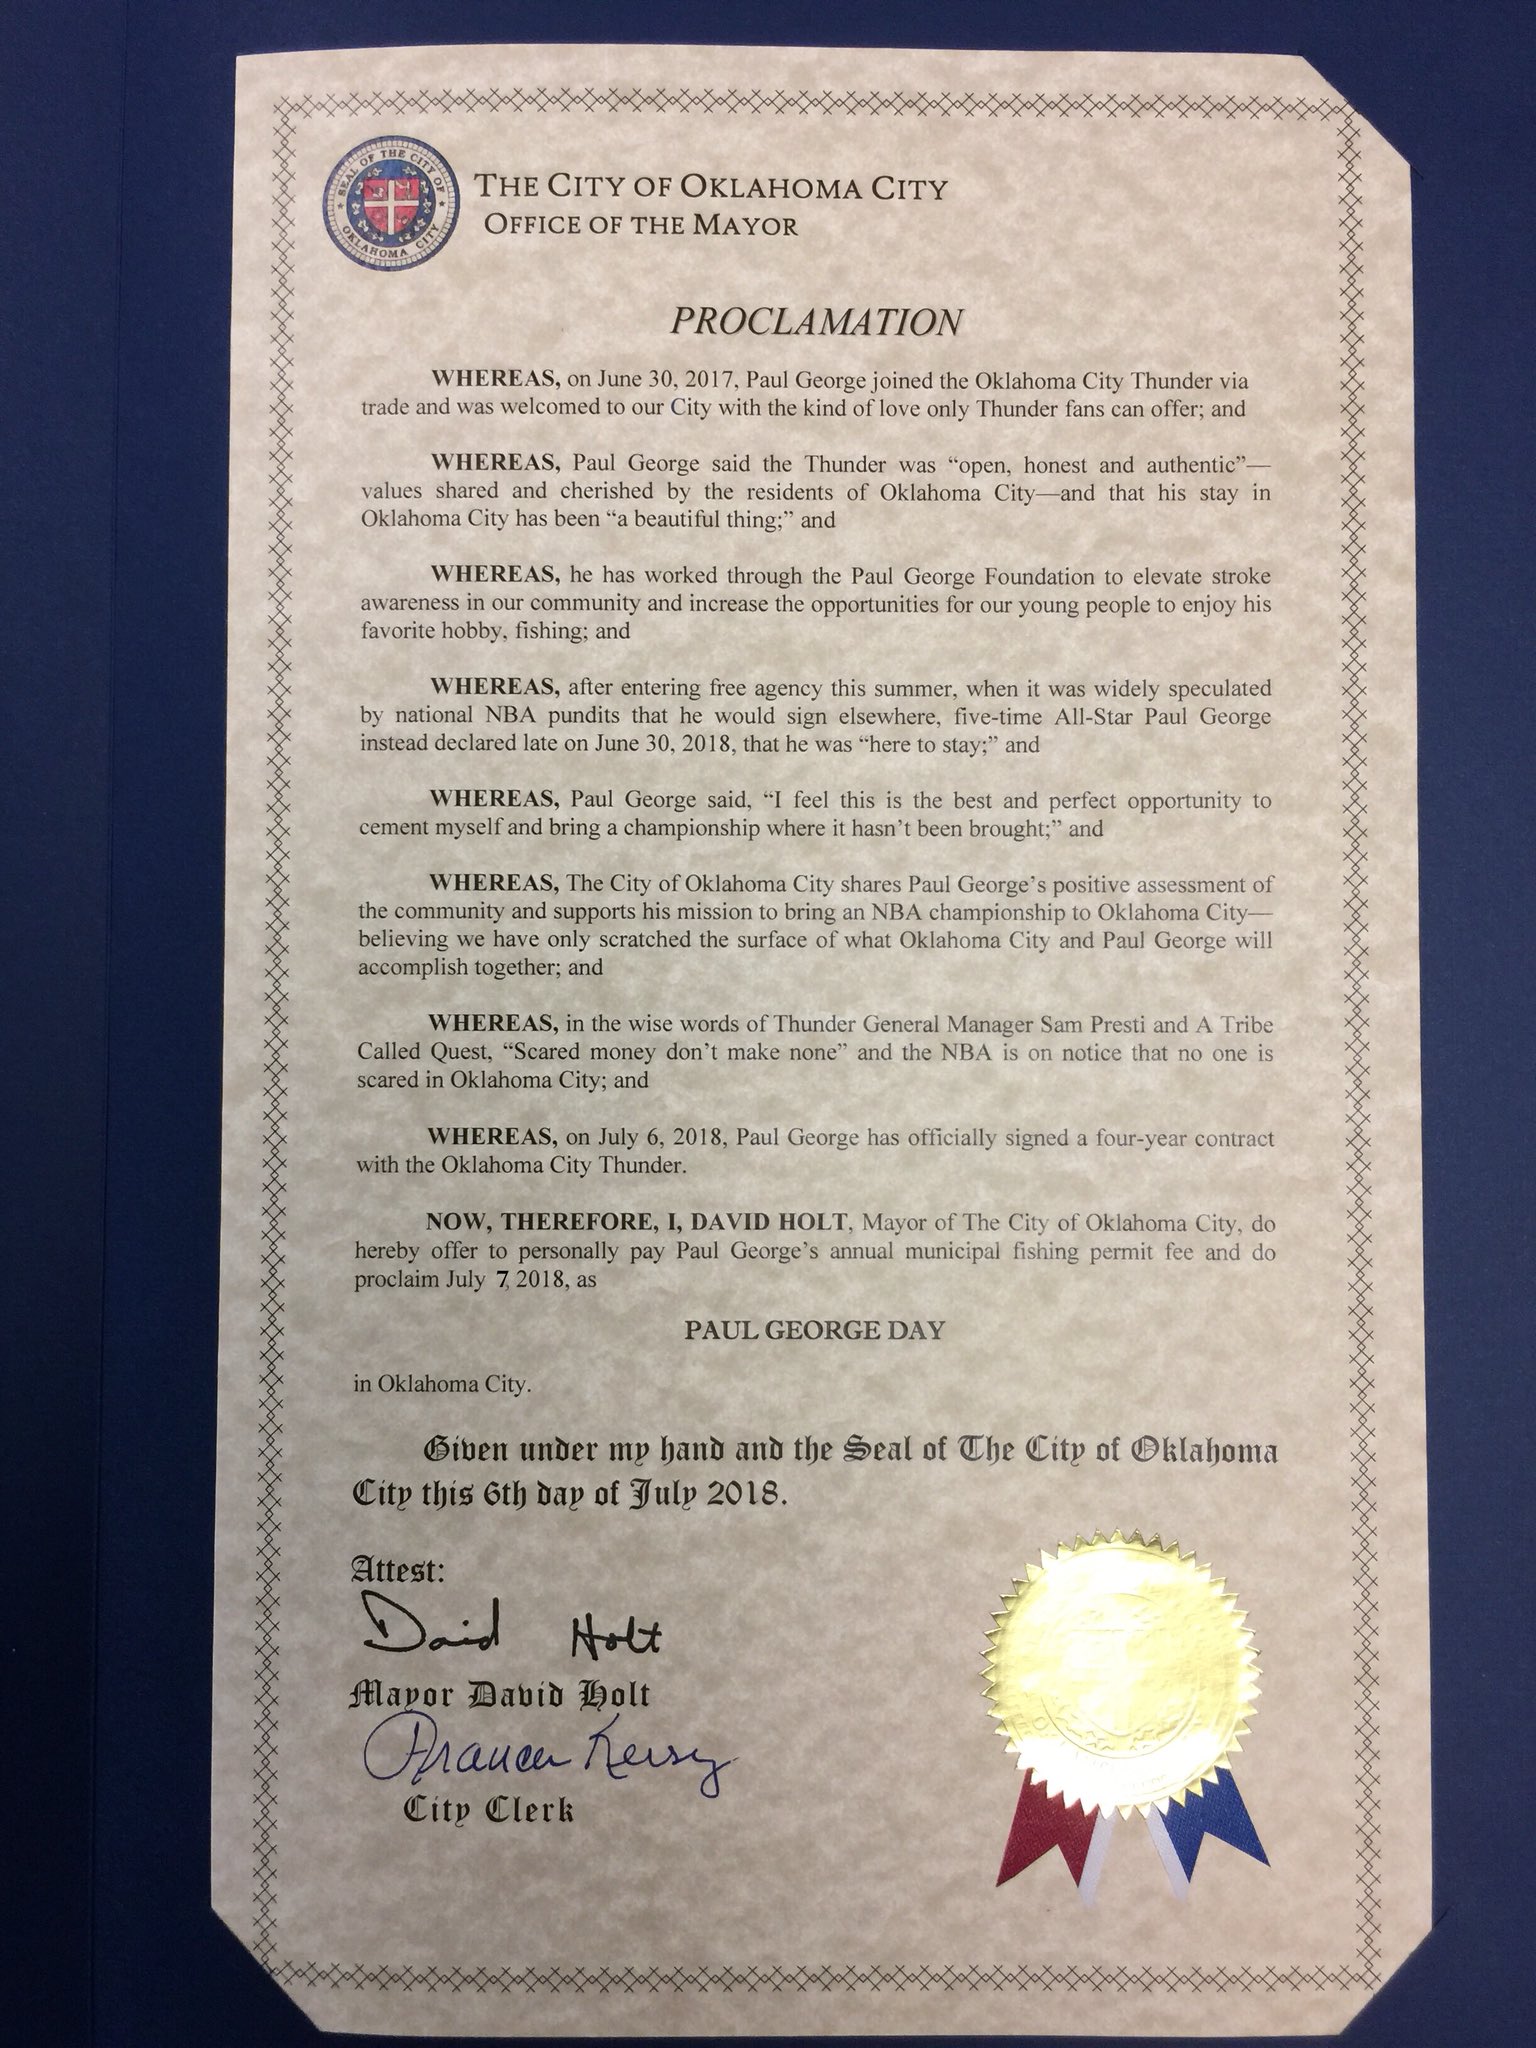 SEAL OF THE CITY OF
OKLAHOMA CITY
THE CITY OF OKLAHOMA CITY
OFFICE OF THE MAYOR
PROCLAMATION
WHEREAS, on June 30, 2017, Paul George joined the Oklahoma City Thunder via
trade and was welcomed to our City with the kind of love only Thunder fans can offer; and
WHEREAS, Paul George said the Thunder was “open, honest and authentic”—
values shared and cherished by the residents of Oklahoma City—and that his stay in
Oklahoma City has been “a beautiful thing;” and
WHEREAS, he has worked through the Paul George Foundation to elevate stroke
awareness in our community and increase the opportunities for our young people to enjoy his
favorite hobby, fishing; and
WHEREAS, after entering free agency this summer, when it was widely speculated
by national NBA pundits that he would sign elsewhere, five-time All-Star Paul George
instead declared late on June 30, 2018, that he was “here to stay;” and
WHEREAS, Paul George said, “I feel this is the best and perfect opportunity to
cement myself and bring a championship where it hasn’t been brought;” and
WHEREAS, The City of Oklahoma City shares Paul George’s positive assessment of
the community and supports his mission to bring an NBA championship to Oklahoma City—
believing we have only scratched the surface of what Oklahoma City and Paul George will
accomplish together; and
WHEREAS, in the wise words of Thunder General Manager Sam Presti and A Tribe
Called Quest, “Scared money don’t make none” and the NBA is on notice that no one is
scared in Oklahoma City; and
WHEREAS, on July 6, 2018, Paul George has officially signed a four-year contract
with the Oklahoma City Thunder.
NOW, THEREFORE, I, DAVID HOLT, Mayor of The City of Oklahoma City, do
hereby offer to personally pay Paul George’s annual municipal fishing permit fee and do
proclaim July 7, 2018, as
PAUL GEORGE DAY
in Oklahoma City.
Given under my hand and the Seal of The City of Oklahoma
City this 6th day of July 2018.
Attest:
David Holt
Mayor David Holt
Frances Kersey
City Clerk